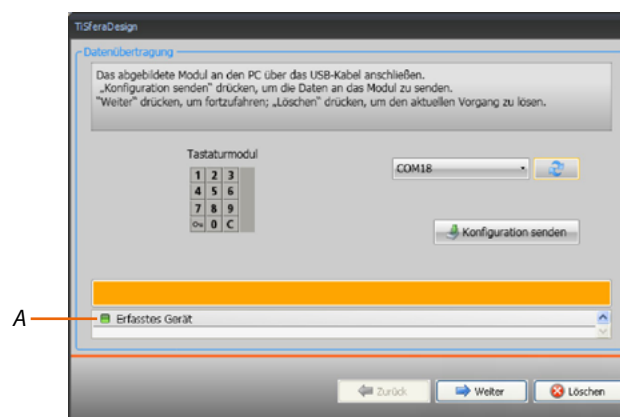 TiSferaDesign
Datenübertragung
Das abgebildete Modul an den PC über das USB-Kabel anschließen.
„Konfiguration senden“ drücken, um die Daten an das Modul zu senden.
"Weiter" drücken, um fortzufahren; „Löschen“ drücken, um den aktuellen Vorgang zu lösen.
Tastaturmodul
1 2 3
4 5 6
7 8 9
0 C
COM18
Konfiguration senden
A
Erfasstes Gerät
Zurück
Weiter
Löschen